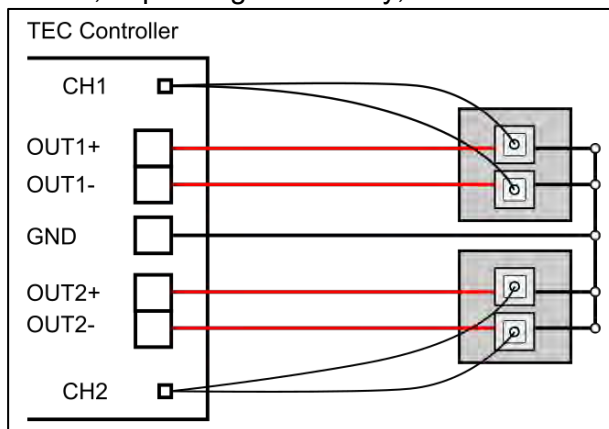 TEC Controller
CH1
OUT1+
OUT1-
GND
OUT2+
OUT2-
CH2